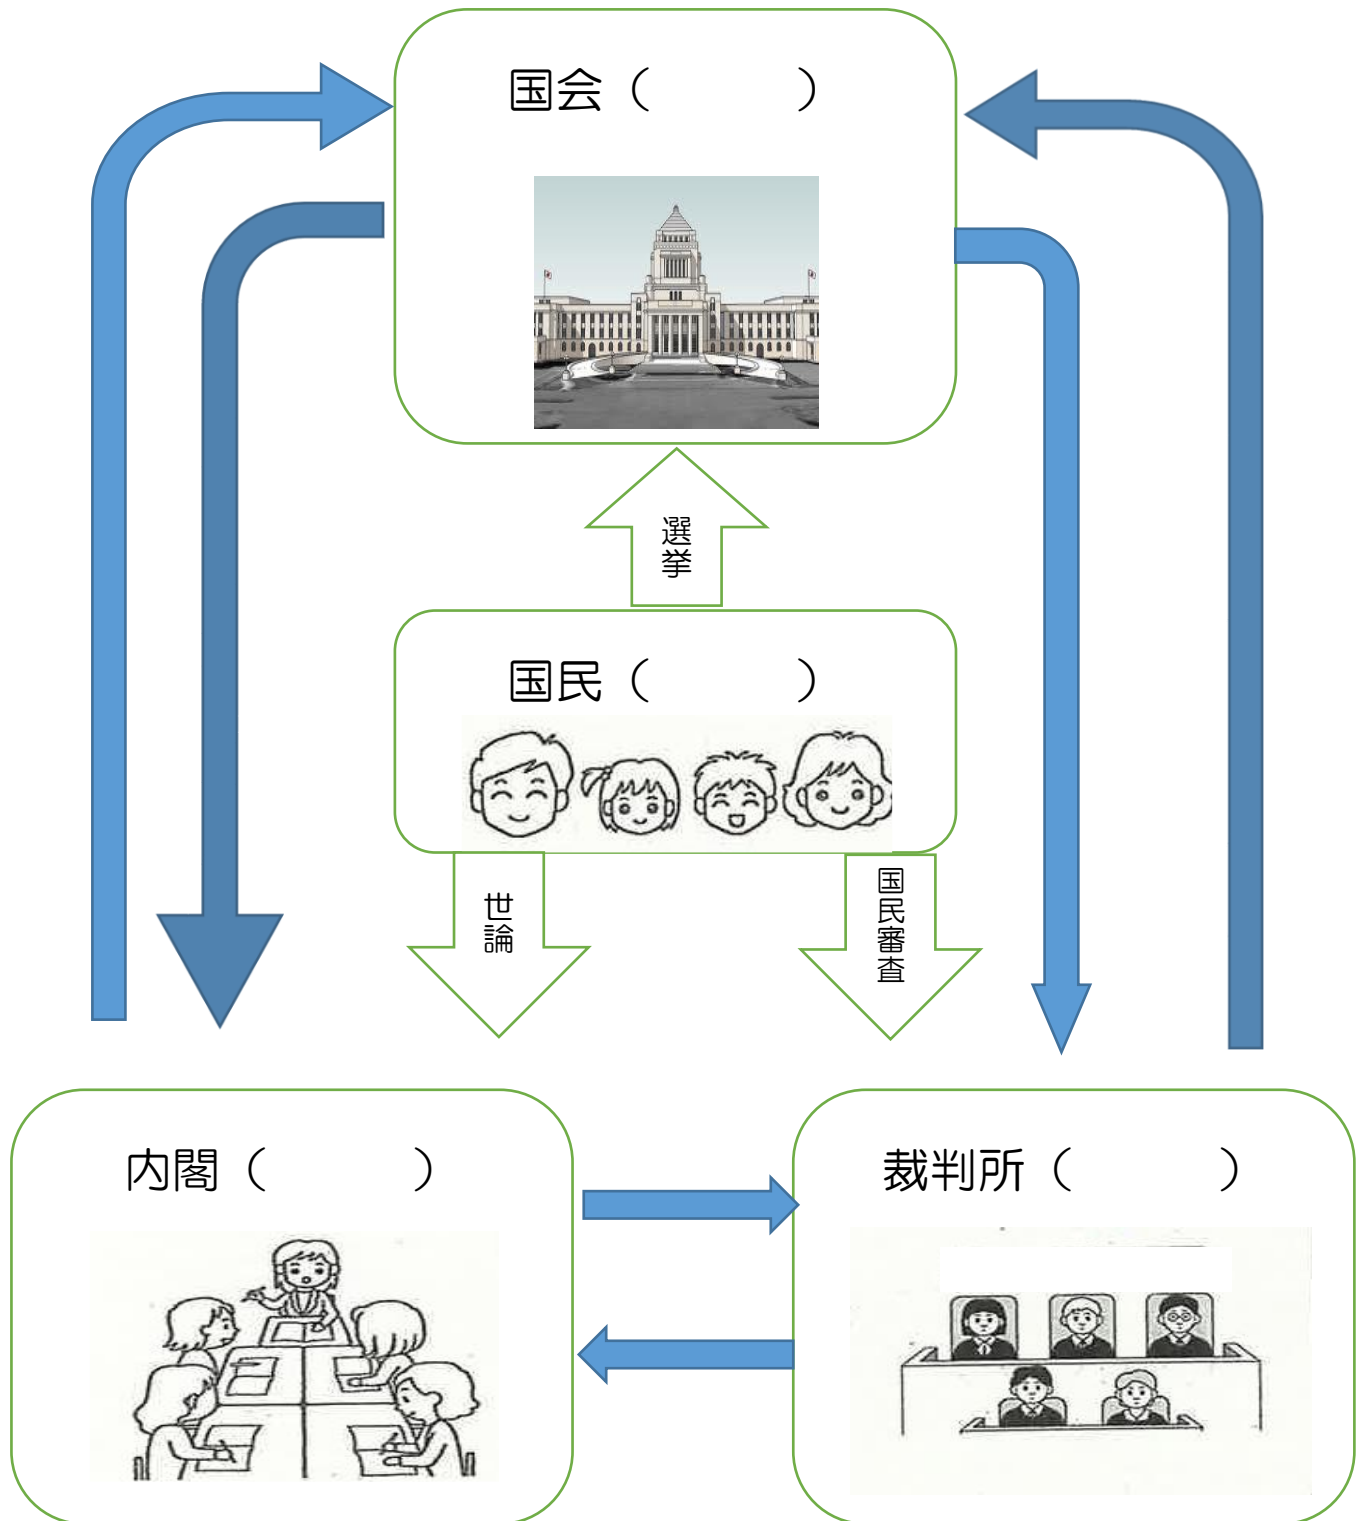 国会（　　　）
選挙
国民（　　　）
世論
国民審査
内閣（　　　）
裁判所（　　　）